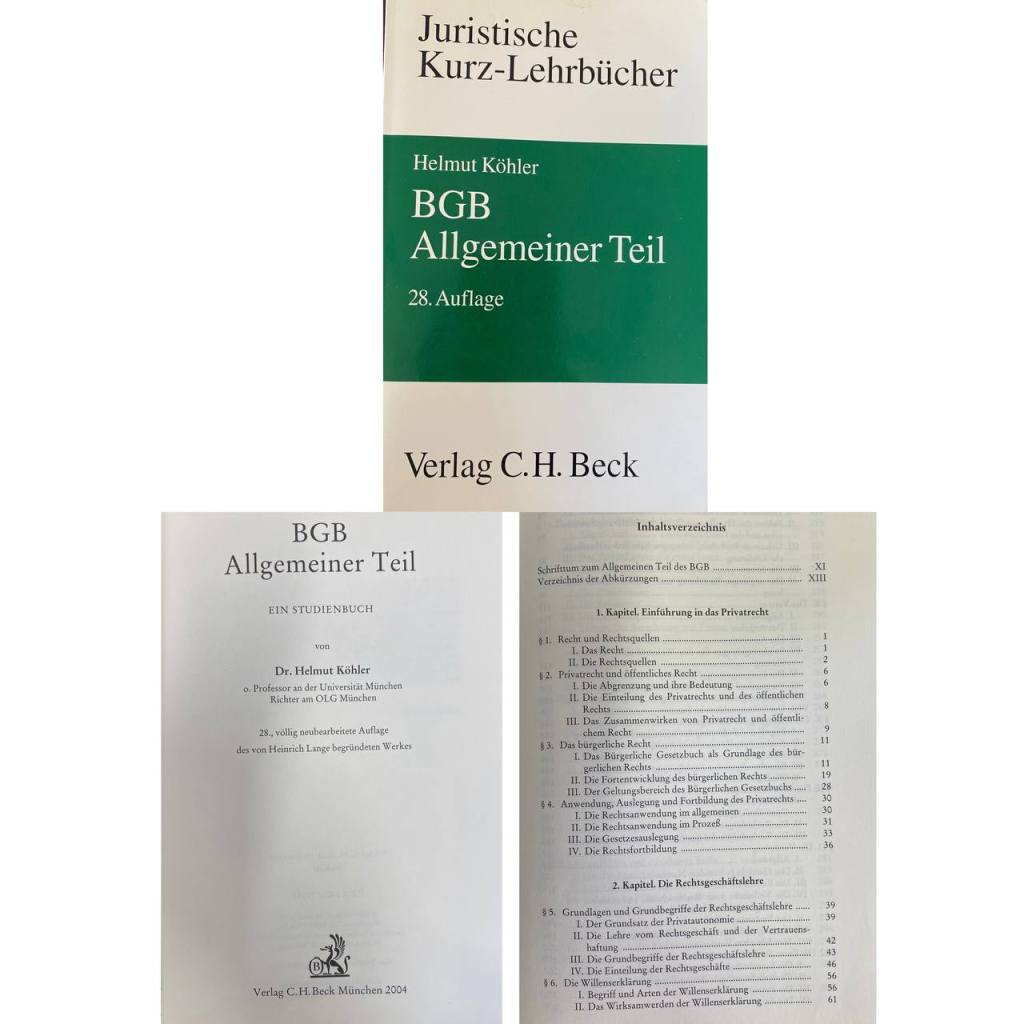 Juristische
Kurz-Lehrbücher
Helmut Köhler
BGB
Allgemeiner Teil
28. Auflage
Verlag C.H. Beck
BGB
Allgemeiner Teil
EIN STUDIENBUCH
von
Dr. Helmut Köhler
o. Professor an der Universität München
Richter am OLG München
28., völlig neubearbeitete Auflage
des von Heinrich Lange begründeten Werkes
B
Verlag C.H. Beck München 2004
Inhaltsverzeichnis
Schrifttum zum Allgemeinen Teil des BGB ... XI
Verzeichnis der Abkürzungen ... XIII
1. Kapitel. Einführung in das Privatrecht
§ 1. Recht und Rechtsquellen ... 1
I. Das Recht ... 1
II. Die Rechtsquellen ... 2
§ 2. Privatrecht und öffentliches Recht ... 6
I. Die Abgrenzung und ihre Bedeutung ... 6
II. Die Einteilung des Privatrechts und des öffentlichen
Rechts ... 8
III. Das Zusammenwirken von Privatrecht und öffentli-
chem Recht ... 9
§ 3. Das bürgerliche Recht ... 11
I. Das Bürgerliche Gesetzbuch als Grundlage des bür-
gerlichen Rechts ... 11
II. Die Fortentwicklung des bürgerlichen Rechts ... 19
III. Der Geltungsbereich des Bürgerlichen Gesetzbuchs ... 28
§ 4. Anwendung, Auslegung und Fortbildung des Privatrechts ... 30
I. Die Rechtsanwendung im allgemeinen ... 30
II. Die Rechtsanwendung im Prozeß ... 31
III. Die Gesetzesauslegung ... 33
IV. Die Rechtsfortbildung ... 36
2. Kapitel. Die Rechtsgeschäftslehre
§ 5. Grundlagen und Grundbegriffe der Rechtsgeschäftslehre ... 39
I. Der Grundsatz der Privatautonomie ... 39
II. Die Lehre vom Rechtsgeschäft und der Vertrauens-
haftung ... 42
III. Die Grundbegriffe der Rechtsgeschäftslehre ... 43
IV. Die Einteilung der Rechtsgeschäfte ... 46
§ 6. Die Willenserklärung ... 56
I. Begriff und Arten der Willenserklärung ... 56
II. Das Wirksamwerden der Willenserklärung ... 61